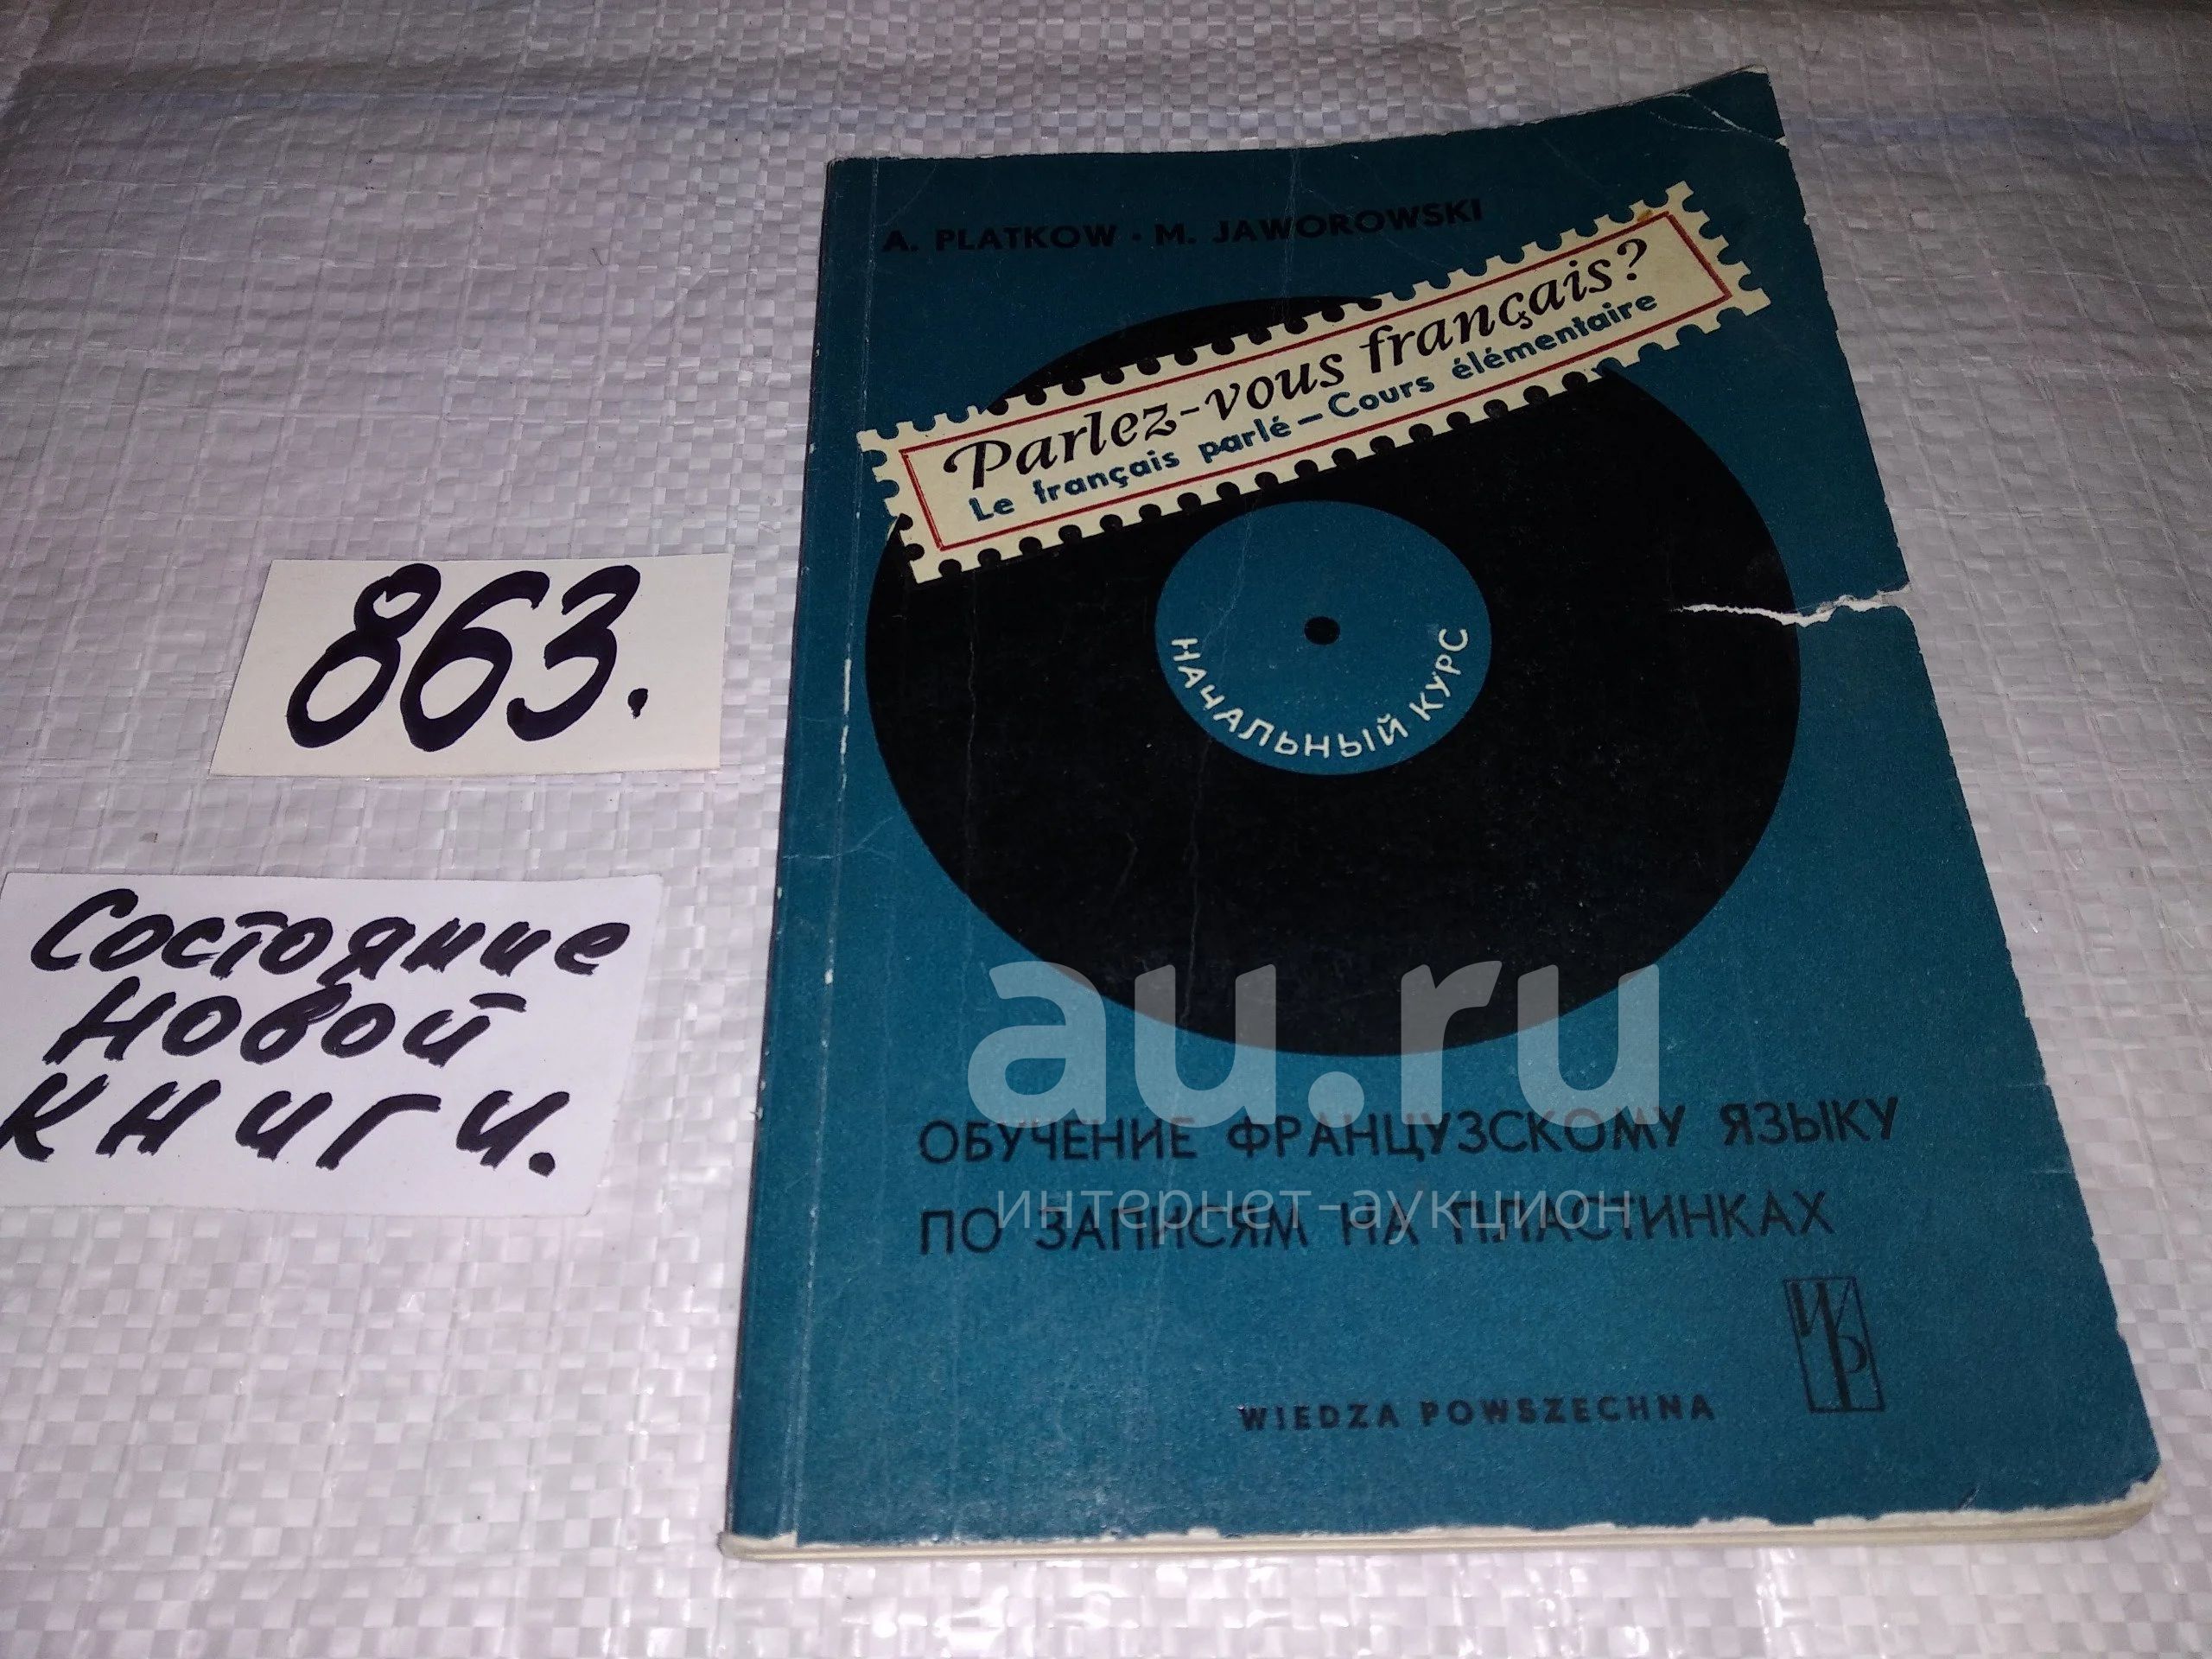 A. PLATKOW · M. JAWOROWSKI
Parlez-vous français?
Le français parlé – Cours élémentaire
НАЧАЛЬНЫЙ КУРС
863.
Состояние
новой
книги.
au.ru
интернет-аукцион
ОБУЧЕНИЕ ФРАНЦУЗСКОМУ ЯЗЫКУ
ПО ЗАПИСЯМ НА ПЛАСТИНКАХ
WP
WIEDZA POWSZECHNA